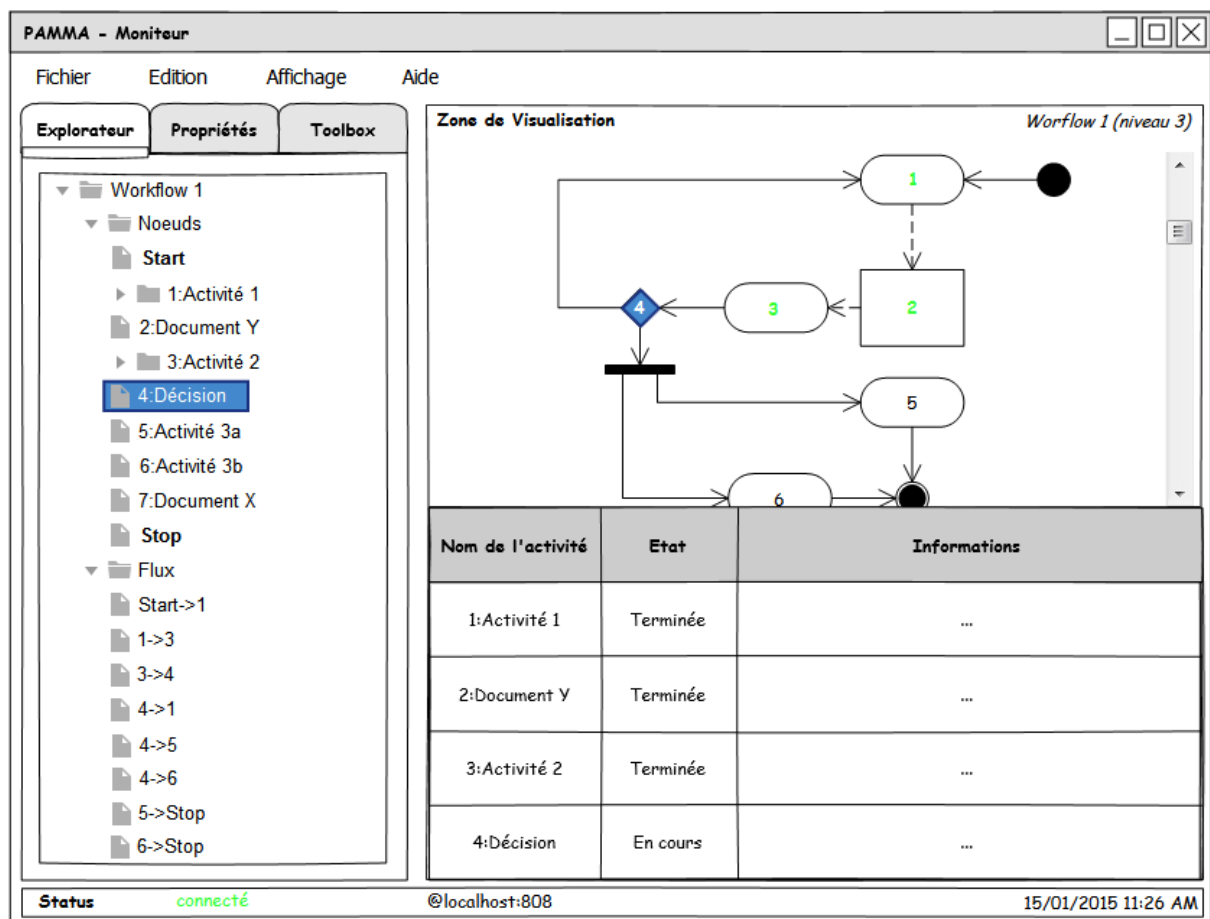 PAMMA - Moniteur
Fichier Edition Affichage Aide
Explorateur Propriétés Toolbox
Workflow 1
Noeuds
Start
1:Activité 1
2:Document Y
3:Activité 2
4:Décision
5:Activité 3a
6:Activité 3b
7:Document X
Stop
Flux
Start->1
1->3
3->4
4->1
4->5
4->6
5->Stop
6->Stop
Zone de Visualisation
Worflow 1 (niveau 3)
1
4
3
2
5
6
Nom de l'activité Etat Informations
1:Activité 1 Terminée ...
2:Document Y Terminée ...
3:Activité 2 Terminée ...
4:Décision En cours ...
Status connecté @localhost:808 15/01/2015 11:26 AM